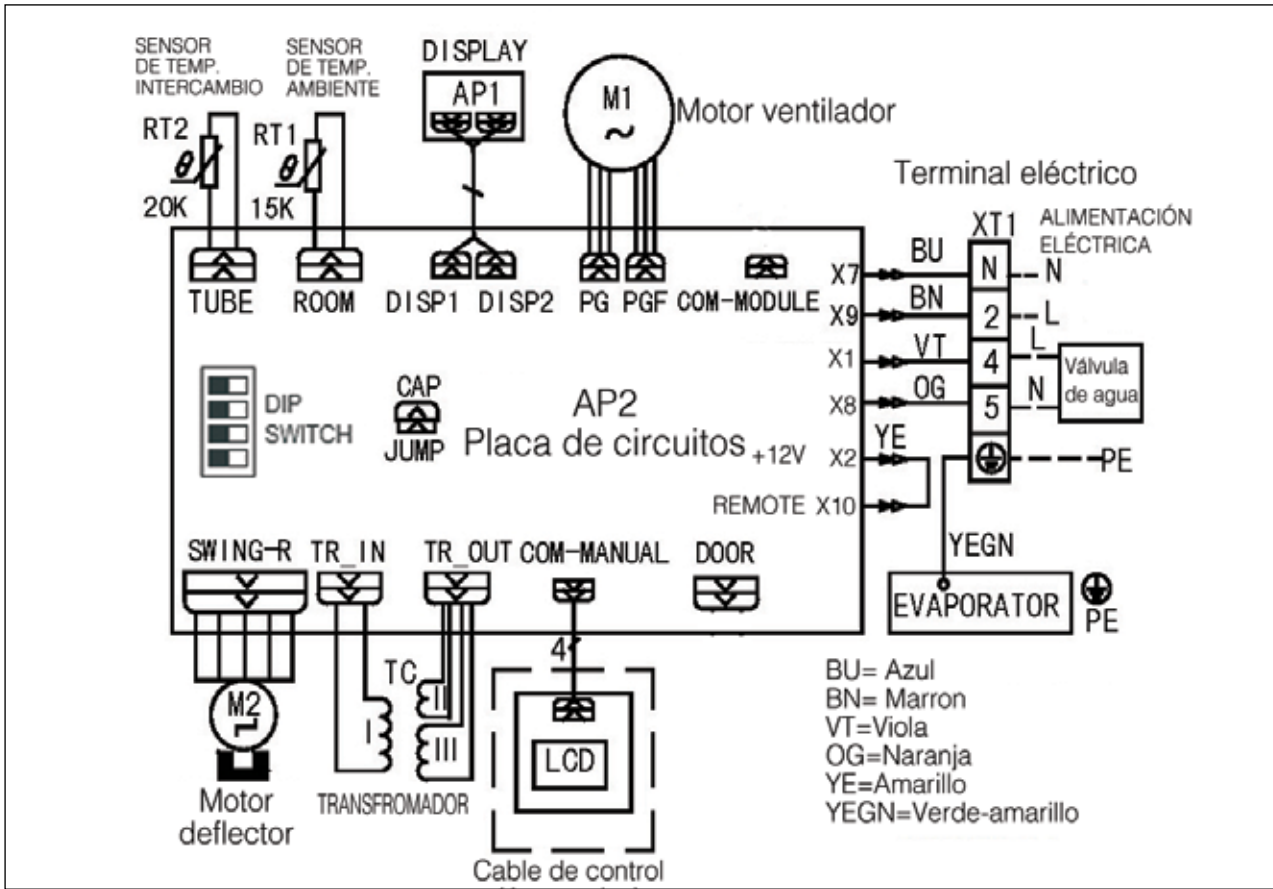 SENSOR
DE TEMP.
INTERCAMBIO
SENSOR
DE TEMP.
AMBIENTE
DISPLAY
AP1
M1
~
Motor ventilador
RT2
θ
20K
RT1
θ
15K
Terminal eléctrico
XT1
ALIMENTACIÓN
ELÉCTRICA
TUBE
ROOM
DISP1
DISP2
PG
PGF
COM-MODULE
X7
BU
N
N
X9
BN
2
L
X1
VT
4
L
X8
OG
5
N
Válvula
de agua
DIP
SWITCH
CAP
JUMP
AP2
Placa de circuitos
+12V
X2
YE
PE
REMOTE
X10
YEGN
EVAPORATOR
PE
SWING-R
TR_IN
TR_OUT
COM-MANUAL
DOOR
4
M2
TC
I
II
III
LCD
Motor
deflector
TRANSFROMADOR
Cable de control
BU= Azul
BN= Marron
VT=Viola
OG=Naranja
YE=Amarillo
YEGN=Verde-amarillo